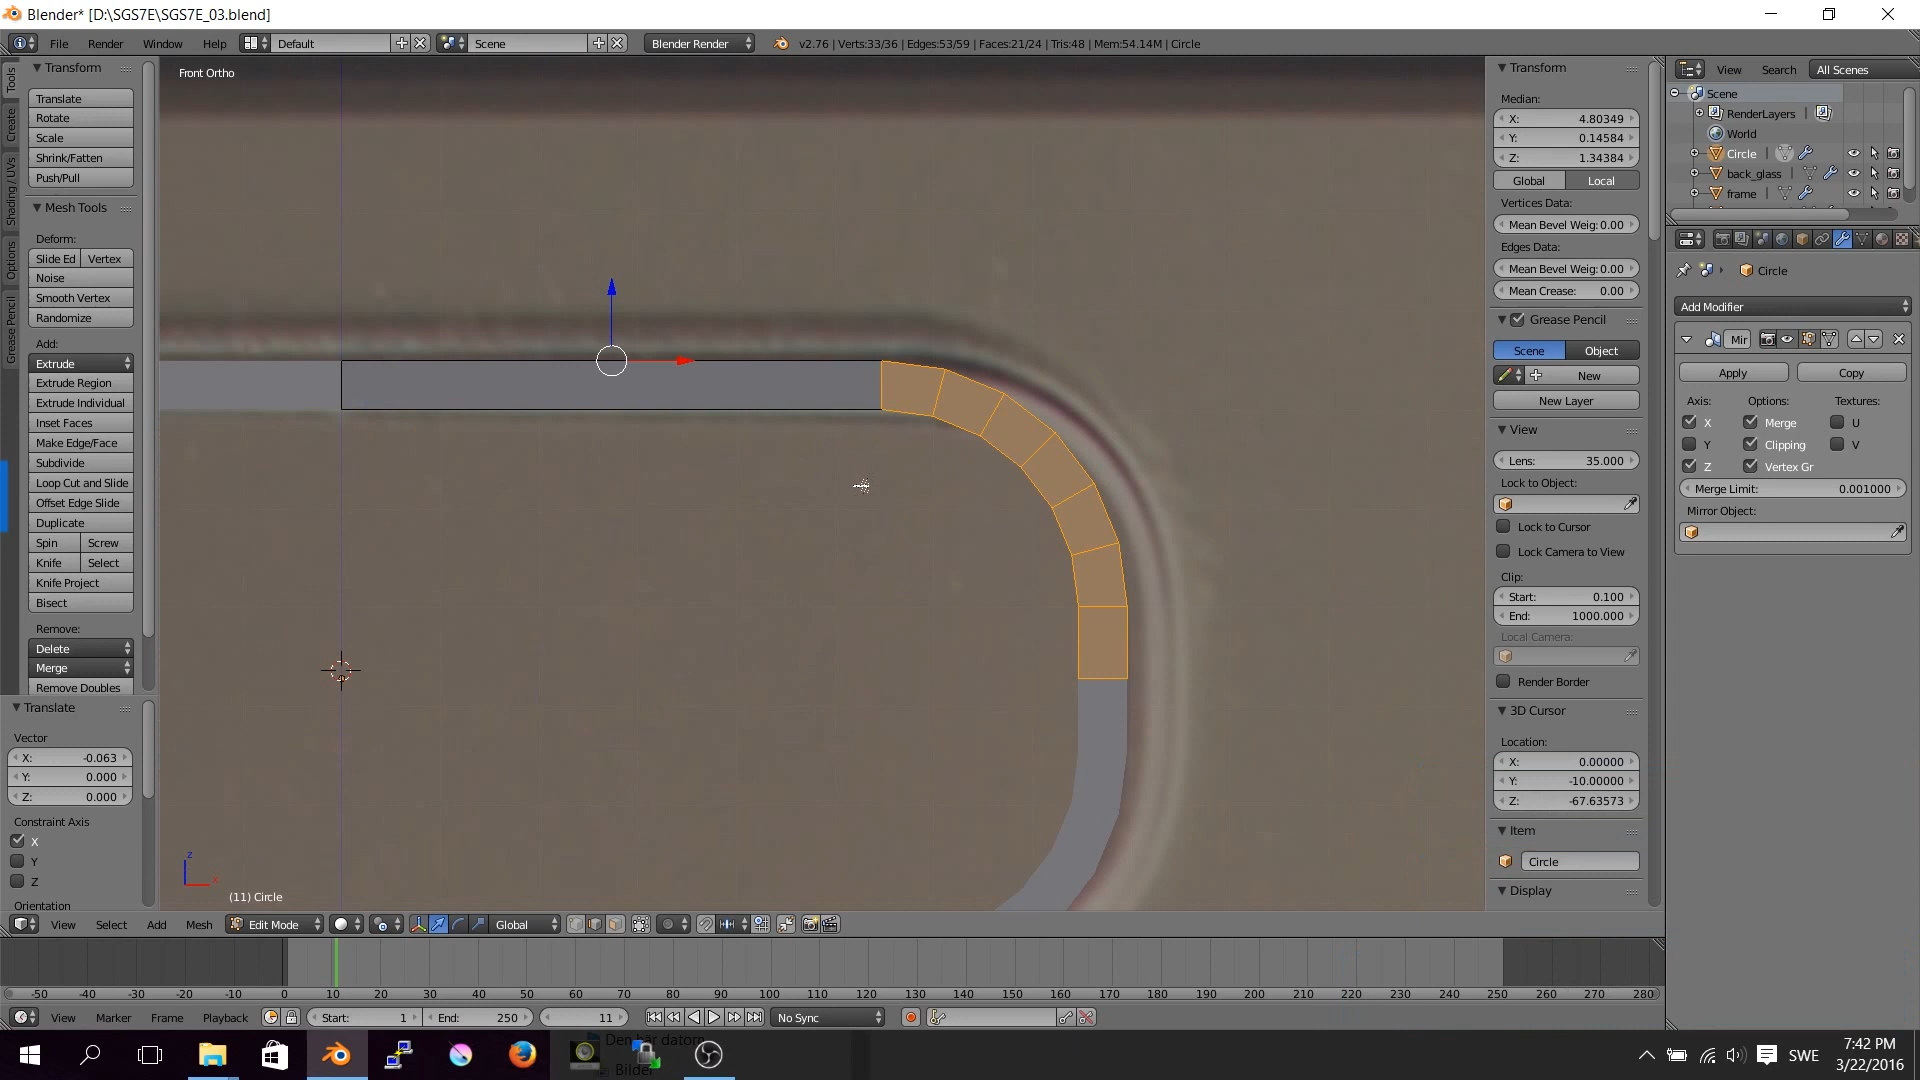 Blender* [D:\SGS7E\SGS7E_03.blend]
File Render Window Help Default Scene Blender Render v2.76 | Verts:33/36 | Edges:53/59 | Faces:21/24 | Tris:48 | Mem:54.14M | Circle
Tools
Create
Shading / UVs
Options
Grease Pencil
Transform
Translate
Rotate
Scale
Shrink/Fatten
Push/Pull
Mesh Tools
Deform:
Slide Ed Vertex
Noise
Smooth Vertex
Randomize
Add:
Extrude
Extrude Region
Extrude Individual
Inset Faces
Make Edge/Face
Subdivide
Loop Cut and Slide
Offset Edge Slide
Duplicate
Spin Screw
Knife Select
Knife Project
Bisect
Remove:
Delete
Merge
Remove Doubles
Translate
Vector
X: -0.063
Y: 0.000
Z: 0.000
Constraint Axis
X
Y
Z
Orientation
Front Ortho
z
x
(11) Circle
Transform
Median:
X: 4.80349
Y: 0.14584
Z: 1.34384
Global Local
Vertices Data:
Mean Bevel Weig: 0.00
Edges Data:
Mean Bevel Weig: 0.00
Mean Crease: 0.00
Grease Pencil
Scene Object
New
New Layer
View
Lens: 35.000
Lock to Object:
Lock to Cursor
Lock Camera to View
Clip:
Start: 0.100
End: 1000.000
Local Camera:
Render Border
3D Cursor
Location:
X: 0.00000
Y: -10.00000
Z: -67.63573
Item
Circle
Display
View Search All Scenes
Scene
RenderLayers |
World
Circle |
back_glass |
frame |
Circle
Add Modifier
Mir
Apply Copy
Axis: Options: Textures:
X Merge U
Y Clipping V
Z Vertex Gr
Merge Limit: 0.001000
Mirror Object:
View Select Add Mesh Edit Mode Global
-50 -40 -30 -20 -10 0 10 20 30 40 50 60 70 80 90 100 110 120 130 140 150 160 170 180 190 200 210 220 230 240 250 260 270 280
View Marker Frame Playback Start: 1 End: 250 11 No Sync
Den här datorn
Bilder
SWE
7:42 PM
3/22/2016